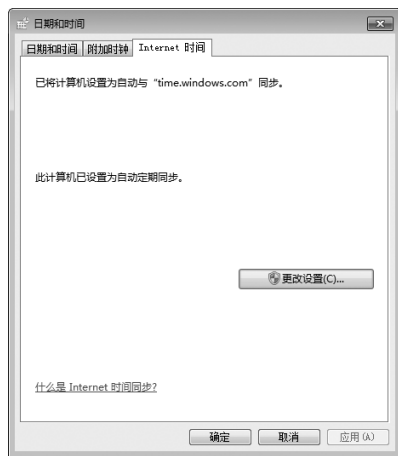 日期和时间
日期和时间 附加时钟 Internet 时间
已将计算机设置为自动与“time.windows.com”同步。
此计算机已设置为自动定期同步。
更改设置(C)...
什么是 Internet 时间同步?
确定 取消 应用(A)